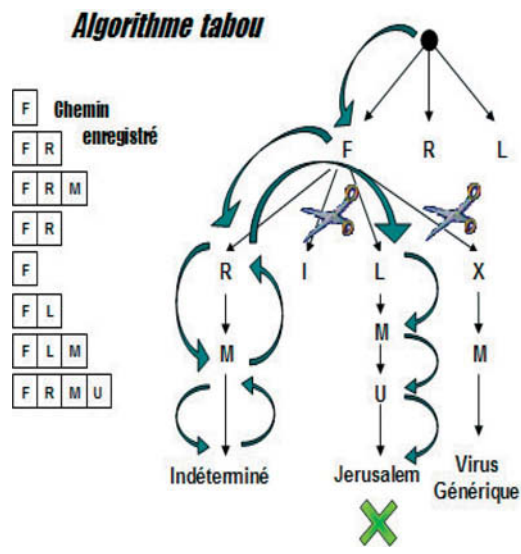 Algorithme tabou
F
Chemin
enregistré
F R
F R M
F R
F
F L
F L M
F R M U
F R L
R I L X
M M M
U
Indéterminé
Jerusalem
Virus
Générique